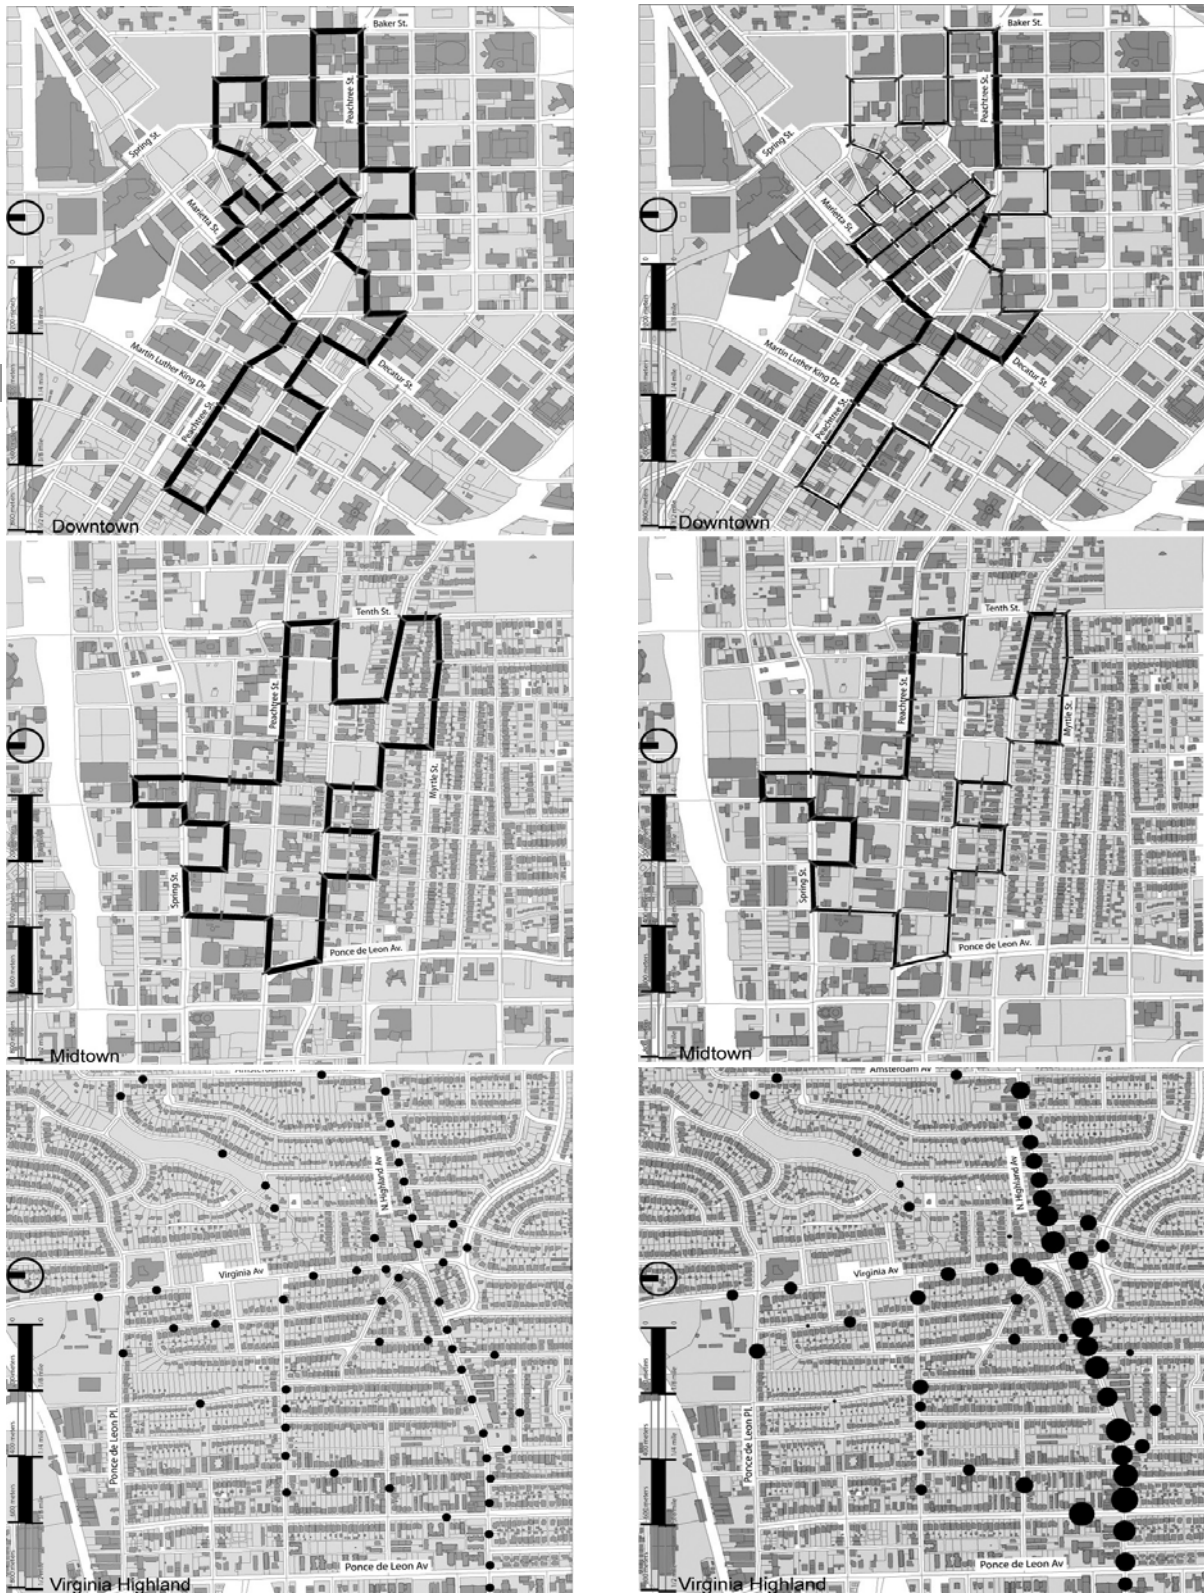 Baker St.
Peachtree St.
Spring St.
Marietta St.
Martin Luther King Dr.
Decatur St.
Peachtree St.
Downtown
Baker St.
Peachtree St.
Spring St.
Marietta St.
Martin Luther King Dr.
Decatur St.
Peachtree St.
Downtown
Tenth St.
Peachtree St.
Myrtle St.
Spring St.
Ponce de Leon Av.
Midtown
Tenth St.
Peachtree St.
Myrtle St.
Spring St.
Ponce de Leon Av.
Midtown
Amsterdam Av
N. Highland Av
Virginia Av
Ponce de Leon Pl.
Ponce de Leon Av
Virginia Highland
Amsterdam Av
N. Highland Av
Virginia Av
Ponce de Leon Pl.
Ponce de Leon Av
Virginia Highland